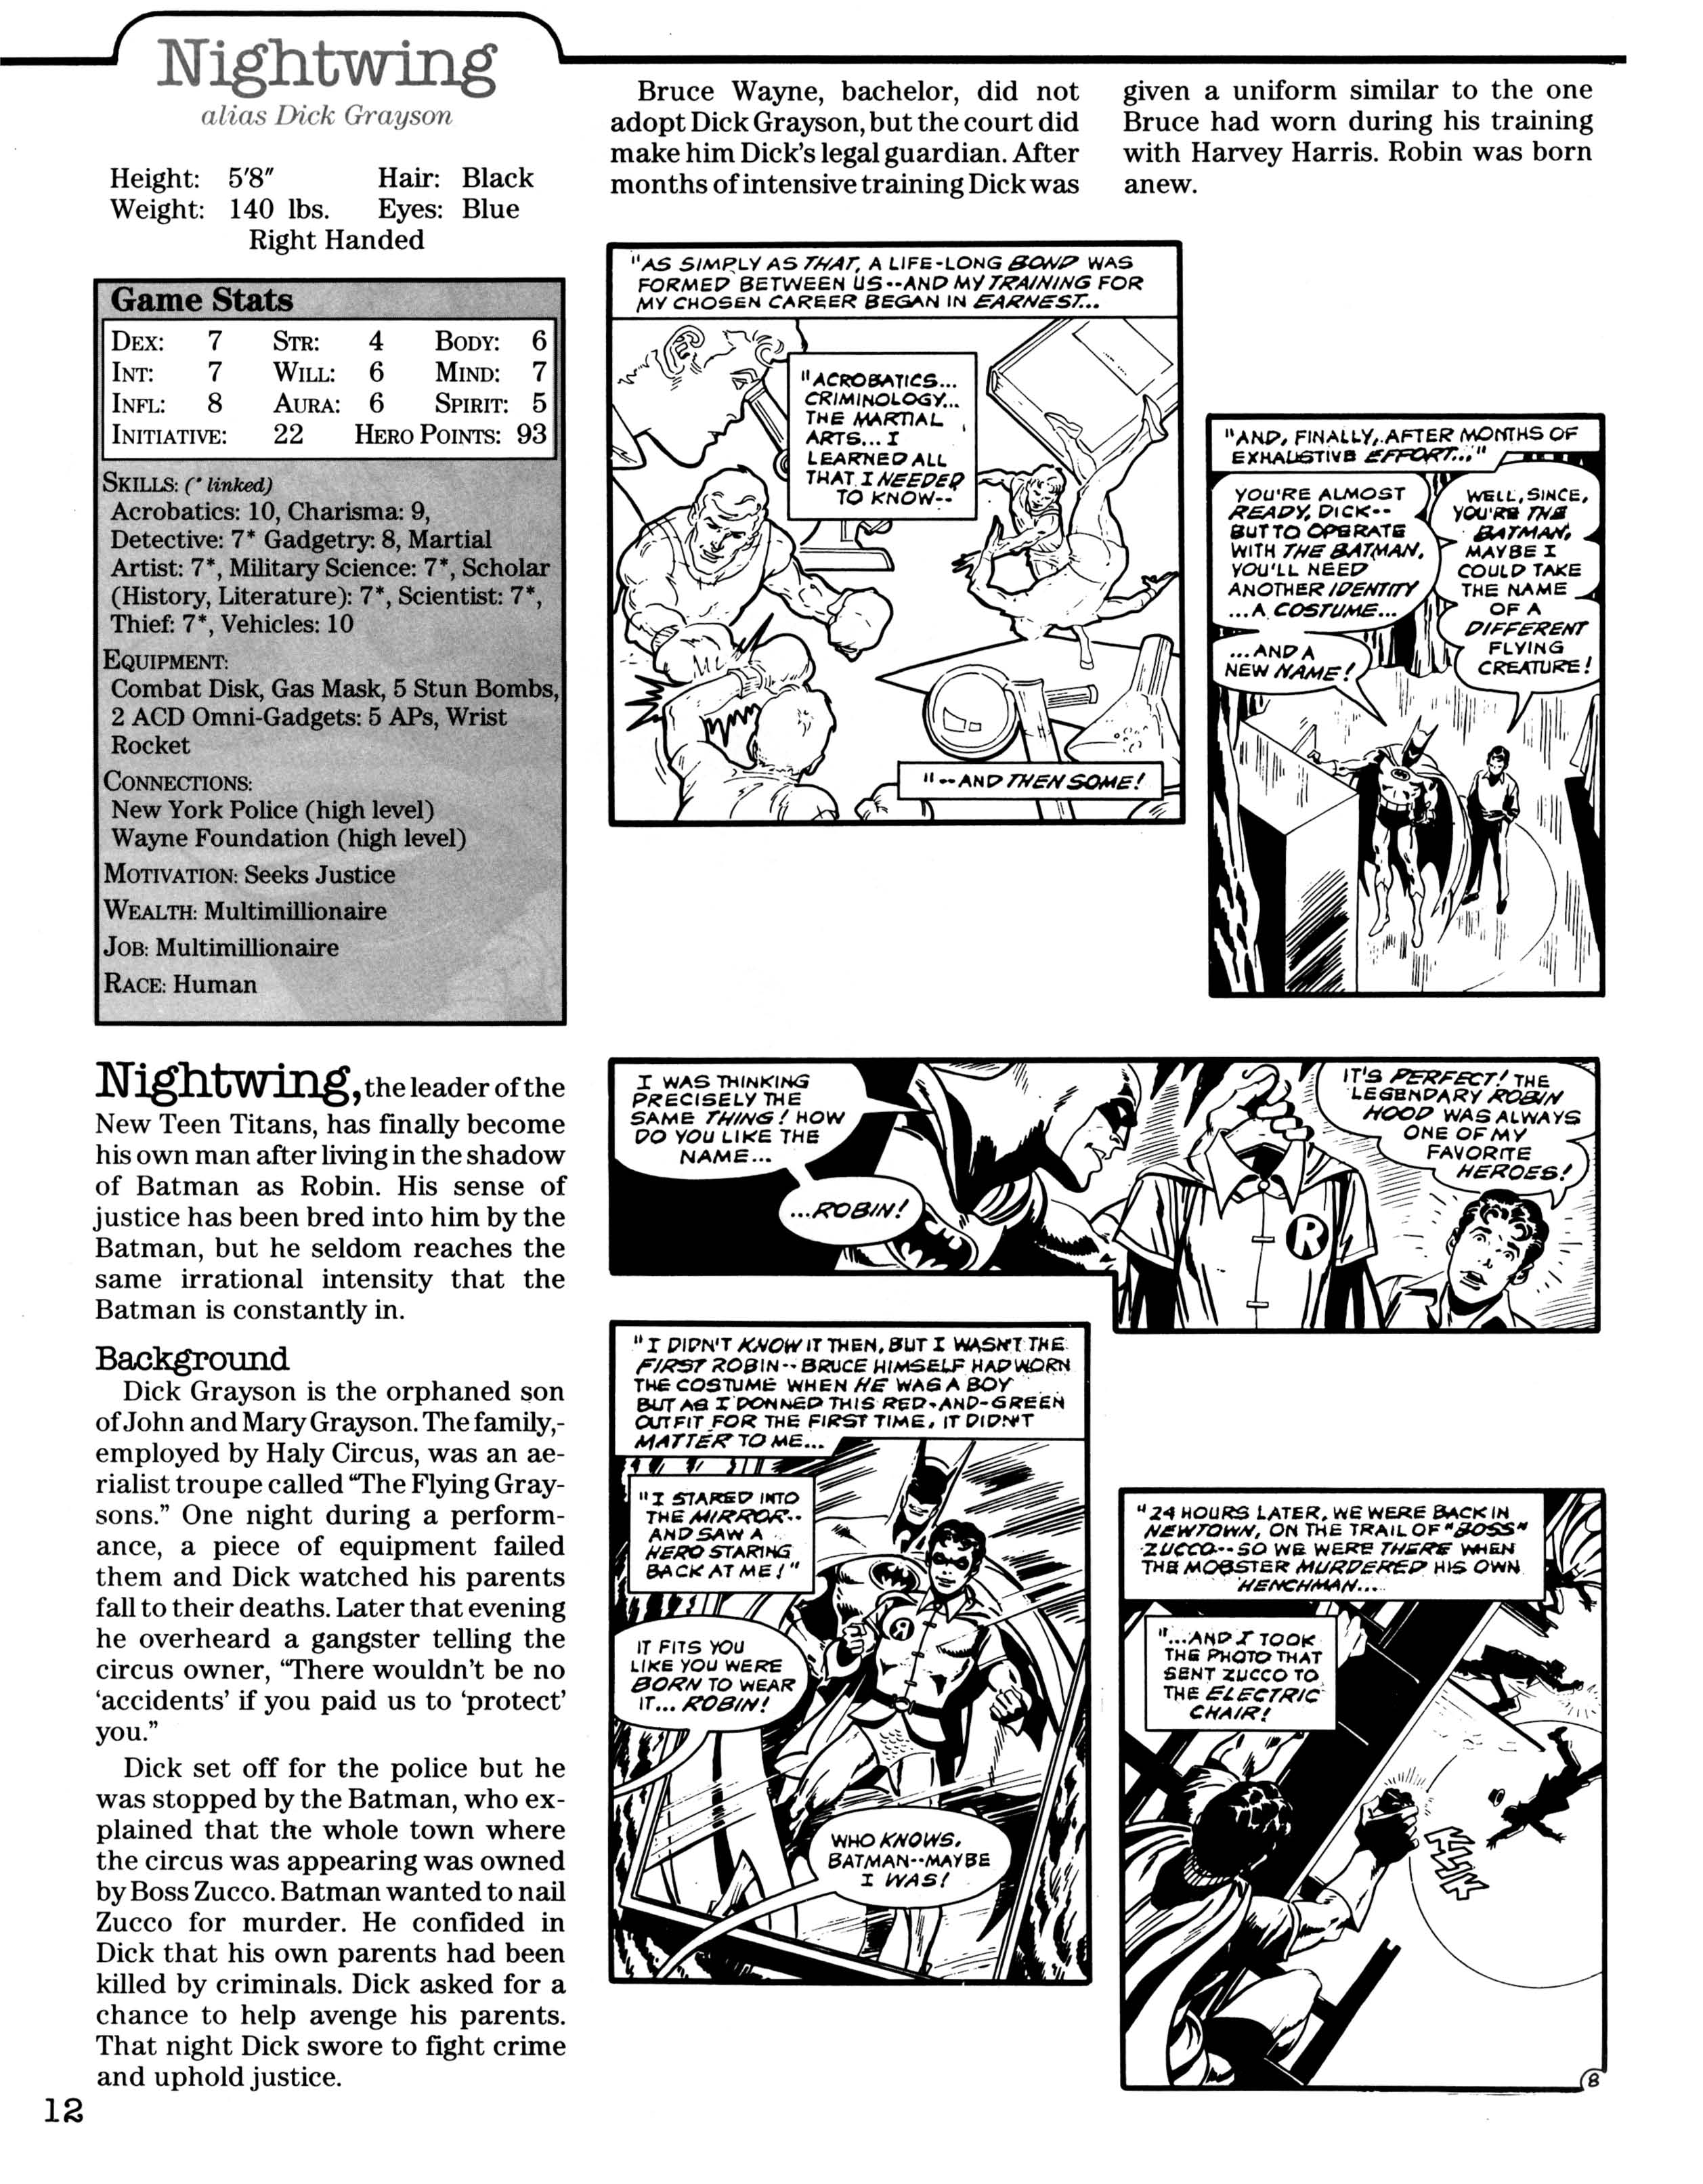 Nightwing
alias Dick Grayson
Height: 5'8" Hair: Black
Weight: 140 lbs. Eyes: Blue
Right Handed
Game Stats
DEX: 7 STR: 4 BODY: 6
INT: 7 WILL: 6 MIND: 7
INFL: 8 AURA: 6 SPIRIT: 5
INITIATIVE: 22 HERO POINTS: 93
SKILLS: (* linked)
Acrobatics: 10, Charisma: 9,
Detective: 7* Gadgetry: 8, Martial
Artist: 7*, Military Science: 7*, Scholar
(History, Literature): 7*, Scientist: 7*,
Thief: 7*, Vehicles: 10
EQUIPMENT:
Combat Disk, Gas Mask, 5 Stun Bombs,
2 ACD Omni-Gadgets: 5 APs, Wrist
Rocket
CONNECTIONS:
New York Police (high level)
Wayne Foundation (high level)
MOTIVATION: Seeks Justice
WEALTH: Multimillionaire
JOB: Multimillionaire
RACE: Human
Nightwing, the leader of the
New Teen Titans, has finally become
his own man after living in the shadow
of Batman as Robin. His sense of
justice has been bred into him by the
Batman, but he seldom reaches the
same irrational intensity that the
Batman is constantly in.
Background
Dick Grayson is the orphaned son
of John and Mary Grayson. The family,-
employed by Haly Circus, was an ae-
rialist troupe called "The Flying Gray-
sons." One night during a perform-
ance, a piece of equipment failed
them and Dick watched his parents
fall to their deaths. Later that evening
he overheard a gangster telling the
circus owner, "There wouldn't be no
'accidents' if you paid us to 'protect'
you."
Dick set off for the police but he
was stopped by the Batman, who ex-
plained that the whole town where
the circus was appearing was owned
by Boss Zucco. Batman wanted to nail
Zucco for murder. He confided in
Dick that his own parents had been
killed by criminals. Dick asked for a
chance to help avenge his parents.
That night Dick swore to fight crime
and uphold justice.
12
Bruce Wayne, bachelor, did not
adopt Dick Grayson, but the court did
make him Dick's legal guardian. After
months of intensive training Dick was
given a uniform similar to the one
Bruce had worn during his training
with Harvey Harris. Robin was born
anew.
"AS SIMPLY AS THAT, A LIFE-LONG BOND WAS
FORMED BETWEEN US--AND MY TRAINING FOR
MY CHOSEN CAREER BEGAN IN EARNEST...
"ACROBATICS...
CRIMINOLOGY...
THE MARTIAL
ARTS... I
LEARNED ALL
THAT I NEEDED
TO KNOW--
"--AND THEN SOME!
"AND, FINALLY, AFTER MONTHS OF
EXHAUSTIVE EFFORT..."
YOU'RE ALMOST
READY, DICK--
BUT TO OPERATE
WITH THE BATMAN,
YOU'LL NEED
ANOTHER IDENTITY
...A COSTUME...
...AND A
NEW NAME!
WELL, SINCE,
YOU'RE THE
BATMAN,
MAYBE I
COULD TAKE
THE NAME
OF A
DIFFERENT
FLYING
CREATURE!
I WAS THINKING
PRECISELY THE
SAME THING! HOW
DO YOU LIKE THE
NAME...
...ROBIN!
R
IT'S PERFECT! THE
LEGENDARY ROBIN
HOOD WAS ALWAYS
ONE OF MY
FAVORITE
HEROES!
"I DIDN'T KNOW IT THEN, BUT I WASN'T THE
FIRST ROBIN-- BRUCE HIMSELF HAD WORN
THE COSTUME WHEN HE WAS A BOY
BUT AS I DONNED THIS RED-AND-GREEN
OUTFIT FOR THE FIRST TIME, IT DIDN'T
MATTER TO ME...
"I STARED INTO
THE MIRROR--
AND SAW A
HERO STARING
BACK AT ME!"
IT FITS YOU
LIKE YOU WERE
BORN TO WEAR
IT... ROBIN!
WHO KNOWS,
BATMAN--MAYBE
I WAS!
"24 HOURS LATER, WE WERE BACK IN
NEWTOWN, ON THE TRAIL OF "BOSS"
ZUCCO-- SO WE WERE THERE WHEN
THE MOBSTER MURDERED HIS OWN
HENCHMAN...
"...AND I TOOK
THE PHOTO THAT
SENT ZUCCO TO
THE ELECTRIC
CHAIR!
KLIK
8